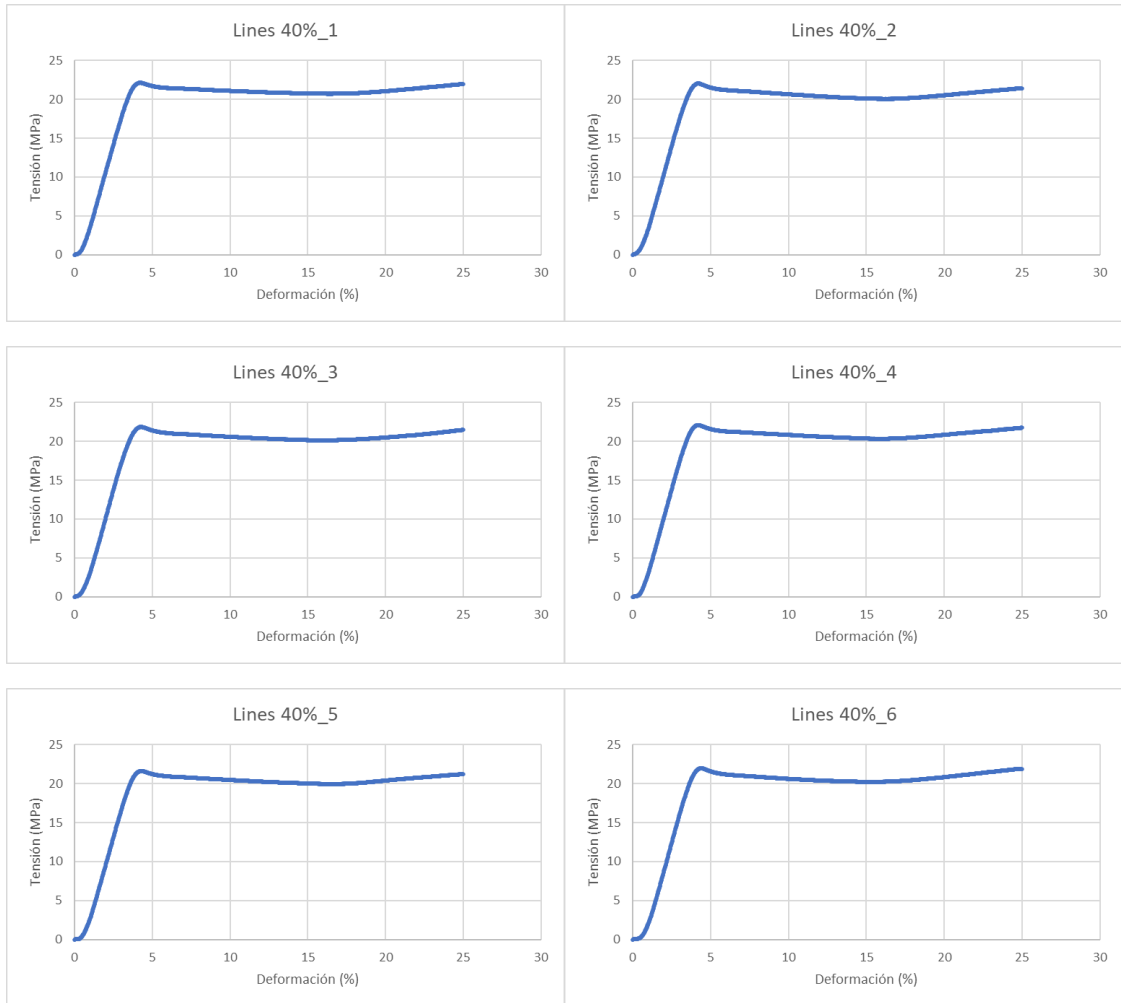 Lines 40%_1
Tensión (MPa)
25
20
15
10
5
0
0 5 10 15 20 25 30
Deformación (%)
Lines 40%_2
Tensión (MPa)
25
20
15
10
5
0
0 5 10 15 20 25 30
Deformación (%)
Lines 40%_3
Tensión (MPa)
25
20
15
10
5
0
0 5 10 15 20 25 30
Deformación (%)
Lines 40%_4
Tensión (MPa)
25
20
15
10
5
0
0 5 10 15 20 25 30
Deformación (%)
Lines 40%_5
Tensión (MPa)
25
20
15
10
5
0
0 5 10 15 20 25 30
Deformación (%)
Lines 40%_6
Tensión (MPa)
25
20
15
10
5
0
0 5 10 15 20 25 30
Deformación (%)